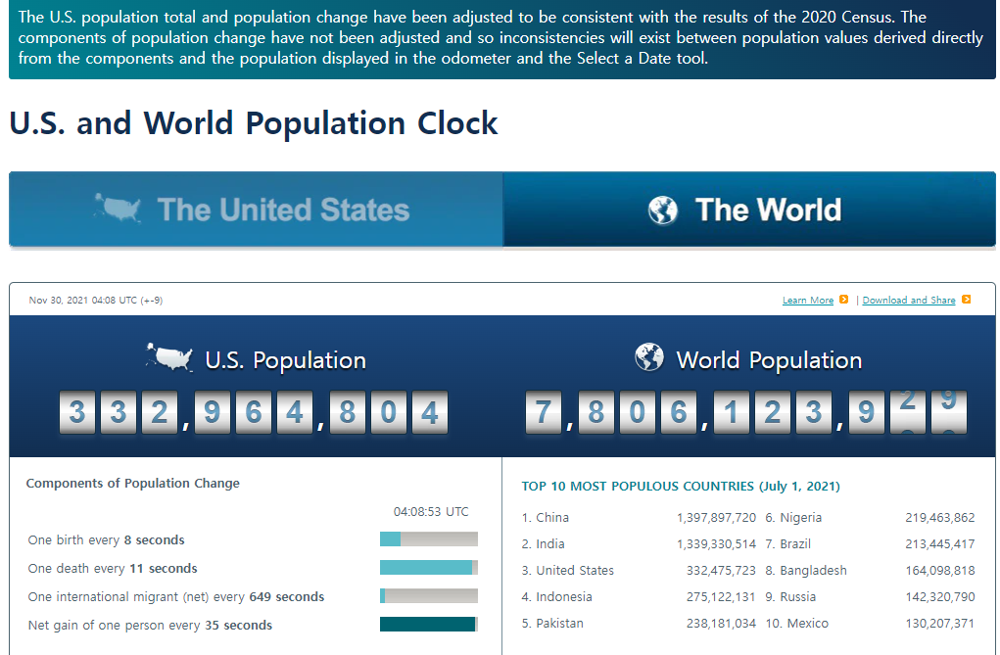 The U.S. population total and population change have been adjusted to be consistent with the results of the 2020 Census. The
components of population change have not been adjusted and so inconsistencies will exist between population values derived directly
from the components and the population displayed in the odometer and the Select a Date tool.
U.S. and World Population Clock
The United States
The World
Nov 30, 2021 04:08 UTC (+-9)
Learn More | Download and Share
U.S. Population
332,964,804
World Population
7,806,123,9
Components of Population Change
04:08:53 UTC
One birth every 8 seconds
One death every 11 seconds
One international migrant (net) every 649 seconds
Net gain of one person every 35 seconds
TOP 10 MOST POPULOUS COUNTRIES (July 1, 2021)
1. China 1,397,897,720 6. Nigeria 219,463,862
2. India 1,339,330,514 7. Brazil 213,445,417
3. United States 332,475,723 8. Bangladesh 164,098,818
4. Indonesia 275,122,131 9. Russia 142,320,790
5. Pakistan 238,181,034 10. Mexico 130,207,371